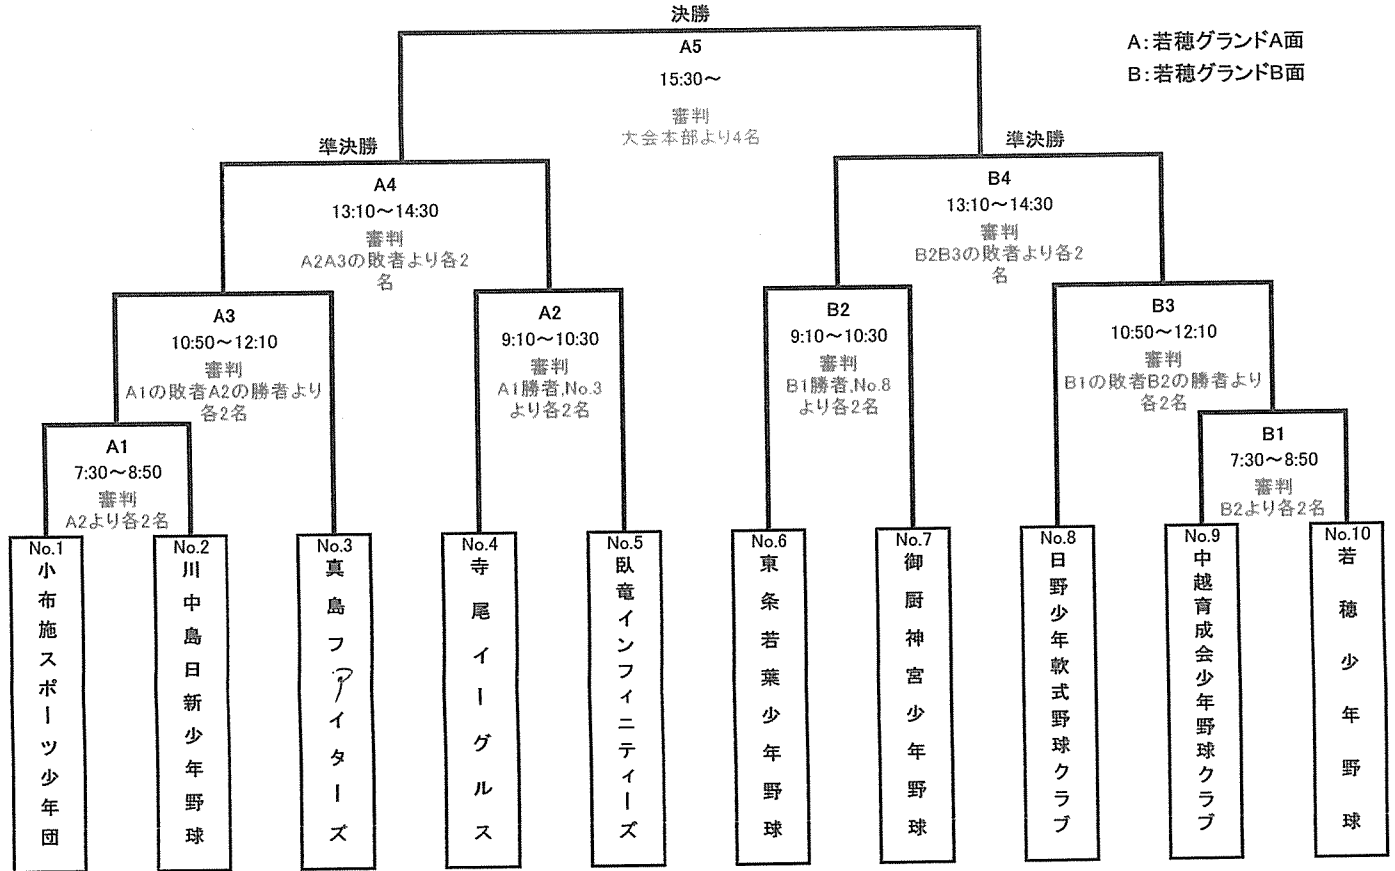 決勝
A5
15:30～
審判
大会本部より4名
A:若穂グランドA面
B:若穂グランドB面
準決勝
A4
13:10～14:30
審判
A2A3の敗者より各2
名
準決勝
B4
13:10～14:30
審判
B2B3の敗者より各2
名
A3
10:50～12:10
審判
A1の敗者A2の勝者より
各2名
A2
9:10～10:30
審判
A1勝者,No.3
より各2名
B2
9:10～10:30
審判
B1勝者,No.8
より各2名
B3
10:50～12:10
審判
B1の敗者B2の勝者より
各2名
A1
7:30～8:50
審判
A2より各2名
B1
7:30～8:50
審判
B2より各2名
No.1
小布施スポーツ少年団
No.2
川中島日新少年野球
No.3
真島ファイターズ
No.4
寺尾イーグルス
No.5
臥竜インフィニティーズ
No.6
東条若葉少年野球
No.7
御厨神宮少年野球
No.8
日野少年軟式野球クラブ
No.9
中越育成会少年野球クラブ
No.10
若穂少年野球